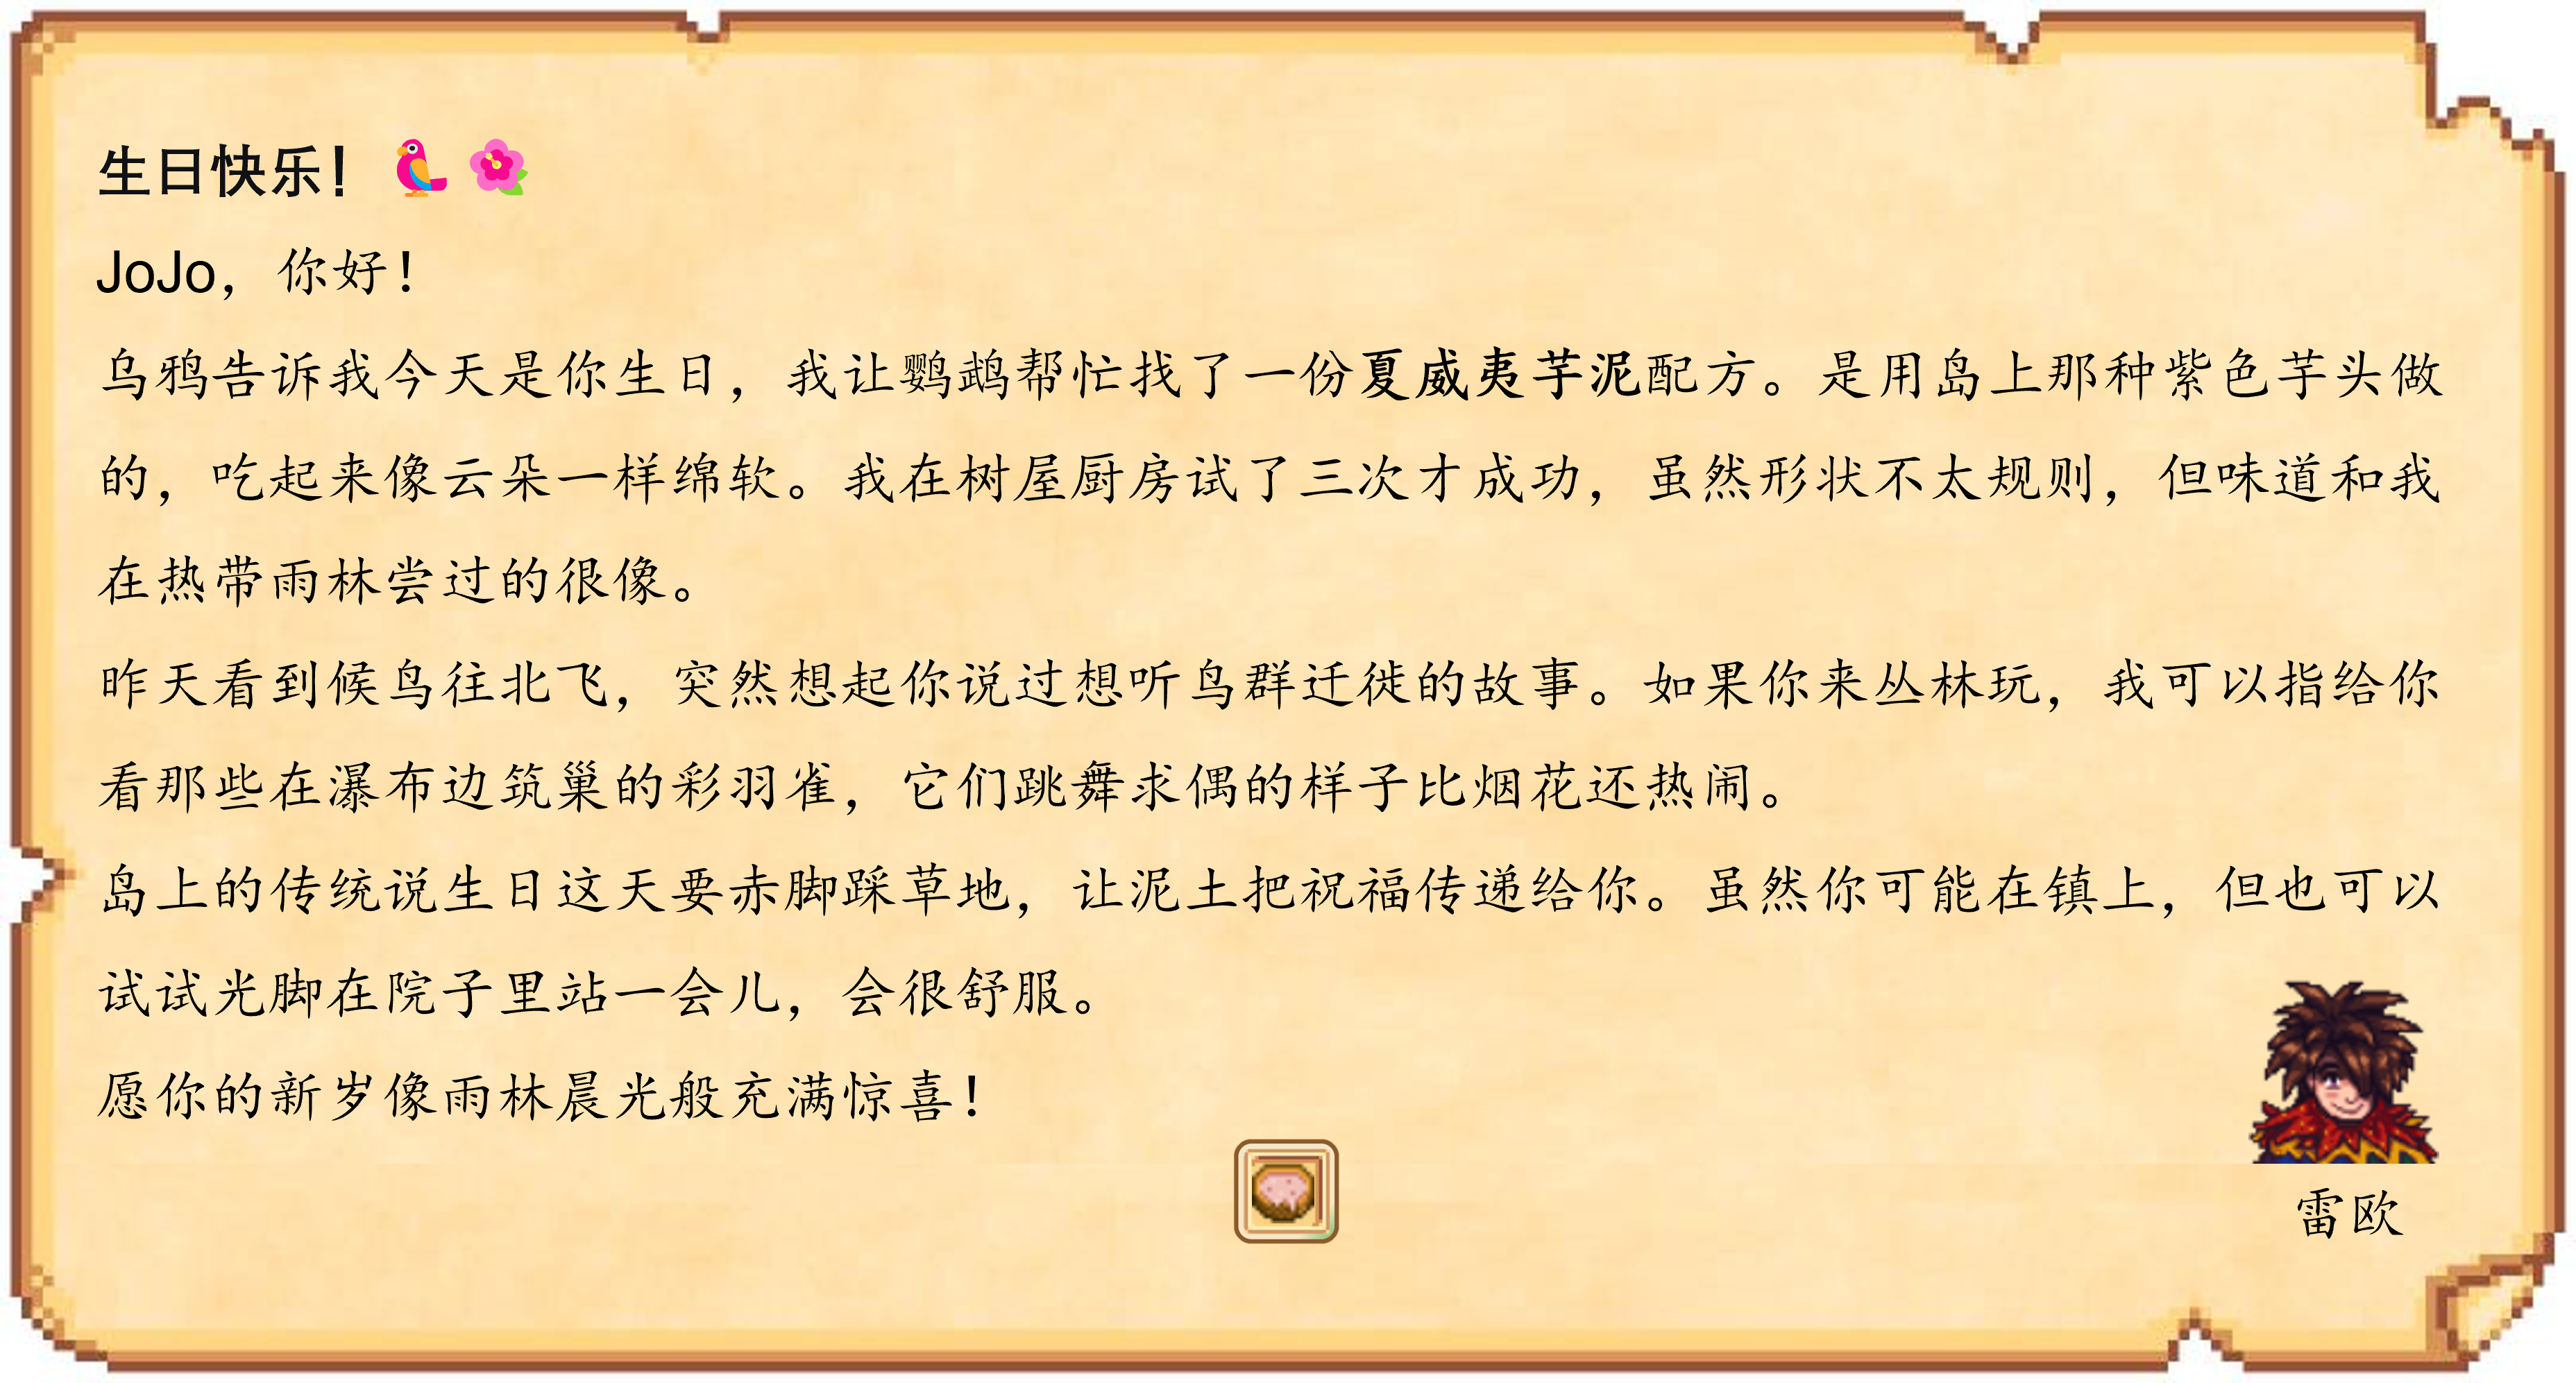 生日快乐！🦜🌺
JoJo，你好！
乌鸦告诉我今天是你生日，我让鹦鹉帮忙找了一份夏威夷芋泥配方。是用岛上那种紫色芋头做
的，吃起来像云朵一样绵软。我在树屋厨房试了三次才成功，虽然形状不太规则，但味道和我
在热带雨林尝过的很像。
昨天看到候鸟往北飞，突然想起你说过想听鸟群迁徙的故事。如果你来丛林玩，我可以指给你
看那些在瀑布边筑巢的彩羽雀，它们跳舞求偶的样子比烟花还热闹。
岛上的传统说生日这天要赤脚踩草地，让泥土把祝福传递给你。虽然你可能在镇上，但也可以
试试光脚在院子里站一会儿，会很舒服。
愿你的新岁像雨林晨光般充满惊喜！
雷欧